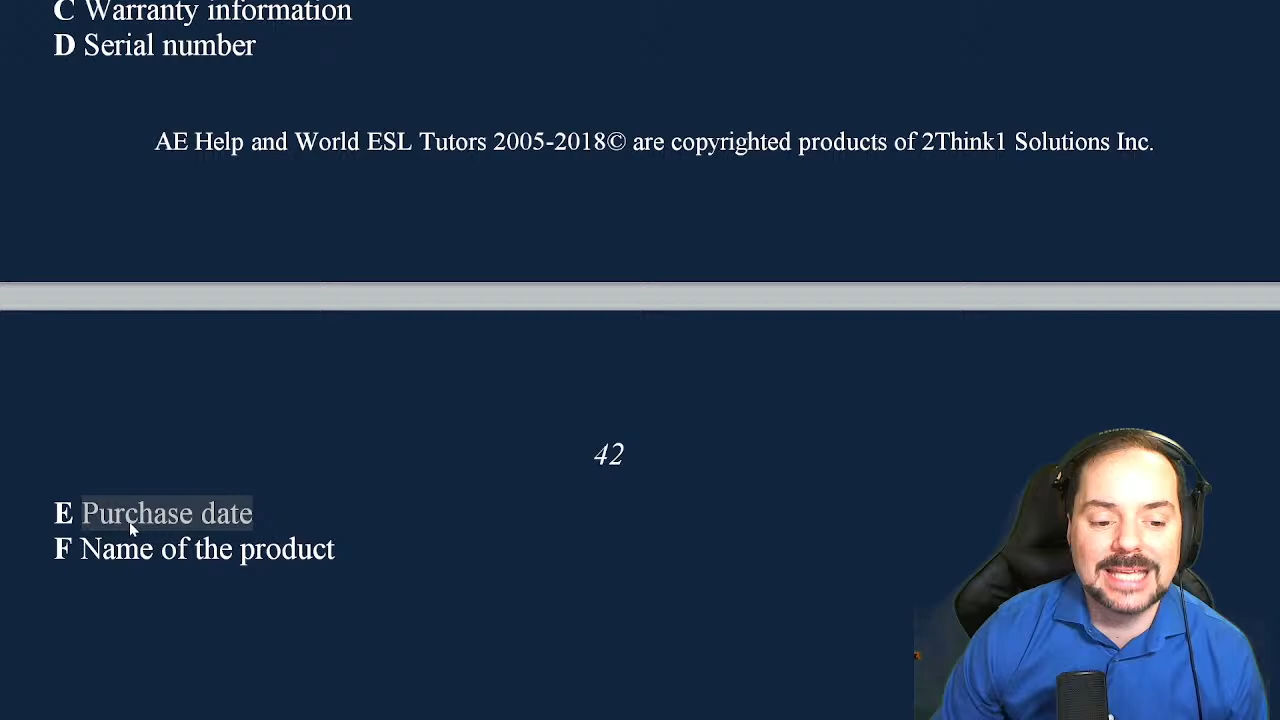 C Warranty information
D Serial number
AE Help and World ESL Tutors 2005-2018© are copyrighted products of 2Think1 Solutions Inc.
42
E Purchase date
F Name of the product